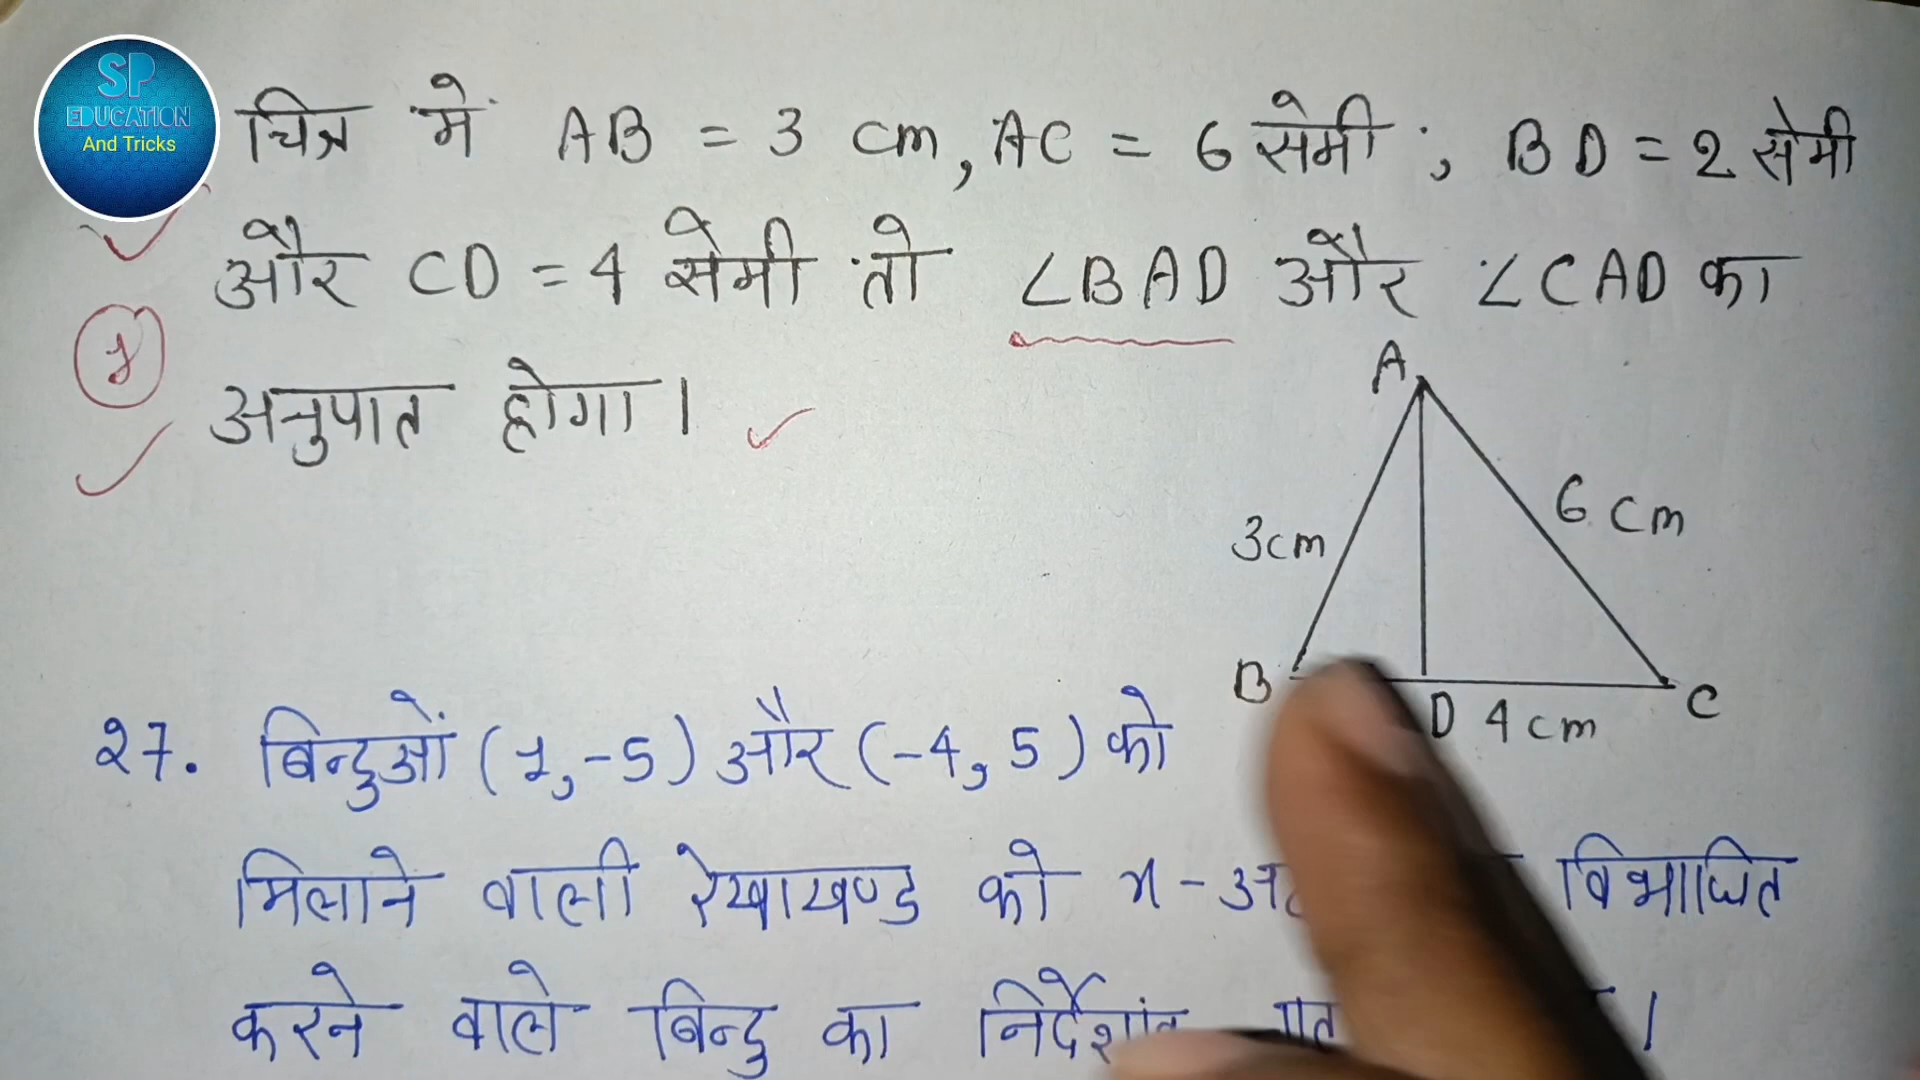 SP
EDUCATION
And Tricks
चित्र में AB = 3 cm, AC = 6 सेमी ; BD = 2 सेमी
और CD = 4 सेमी तो ∠BAD और ∠CAD का
अनुपात होगा।
1
A
3cm
6 cm
B
D
4 cm
C
27. बिन्दुओं (1,-5) और (-4, 5) को
मिलाने वाली रेखाखण्ड को x- विभाजित
करने वाले बिन्दु का ।